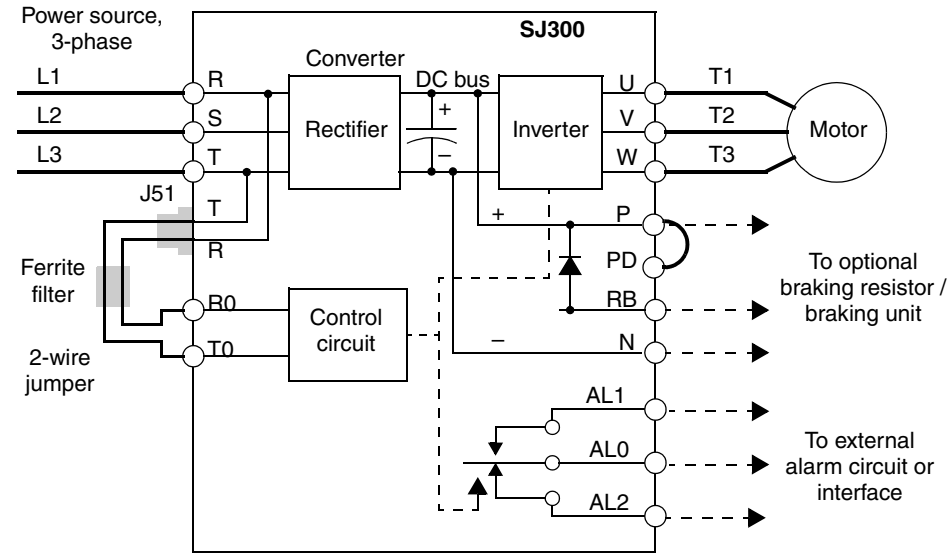 Power source,
3-phase
SJ300
Converter
L1
R
DC bus
U
T1
+
L2
S
Rectifier
Inverter
V
T2
Motor
L3
T
–
W
T3
J51
T
+
P
R
PD
To optional
braking resistor /
braking unit
Ferrite
filter
R0
RB
Control
circuit
2-wire
jumper
T0
–
N
AL1
AL0
To external
alarm circuit or
interface
AL2